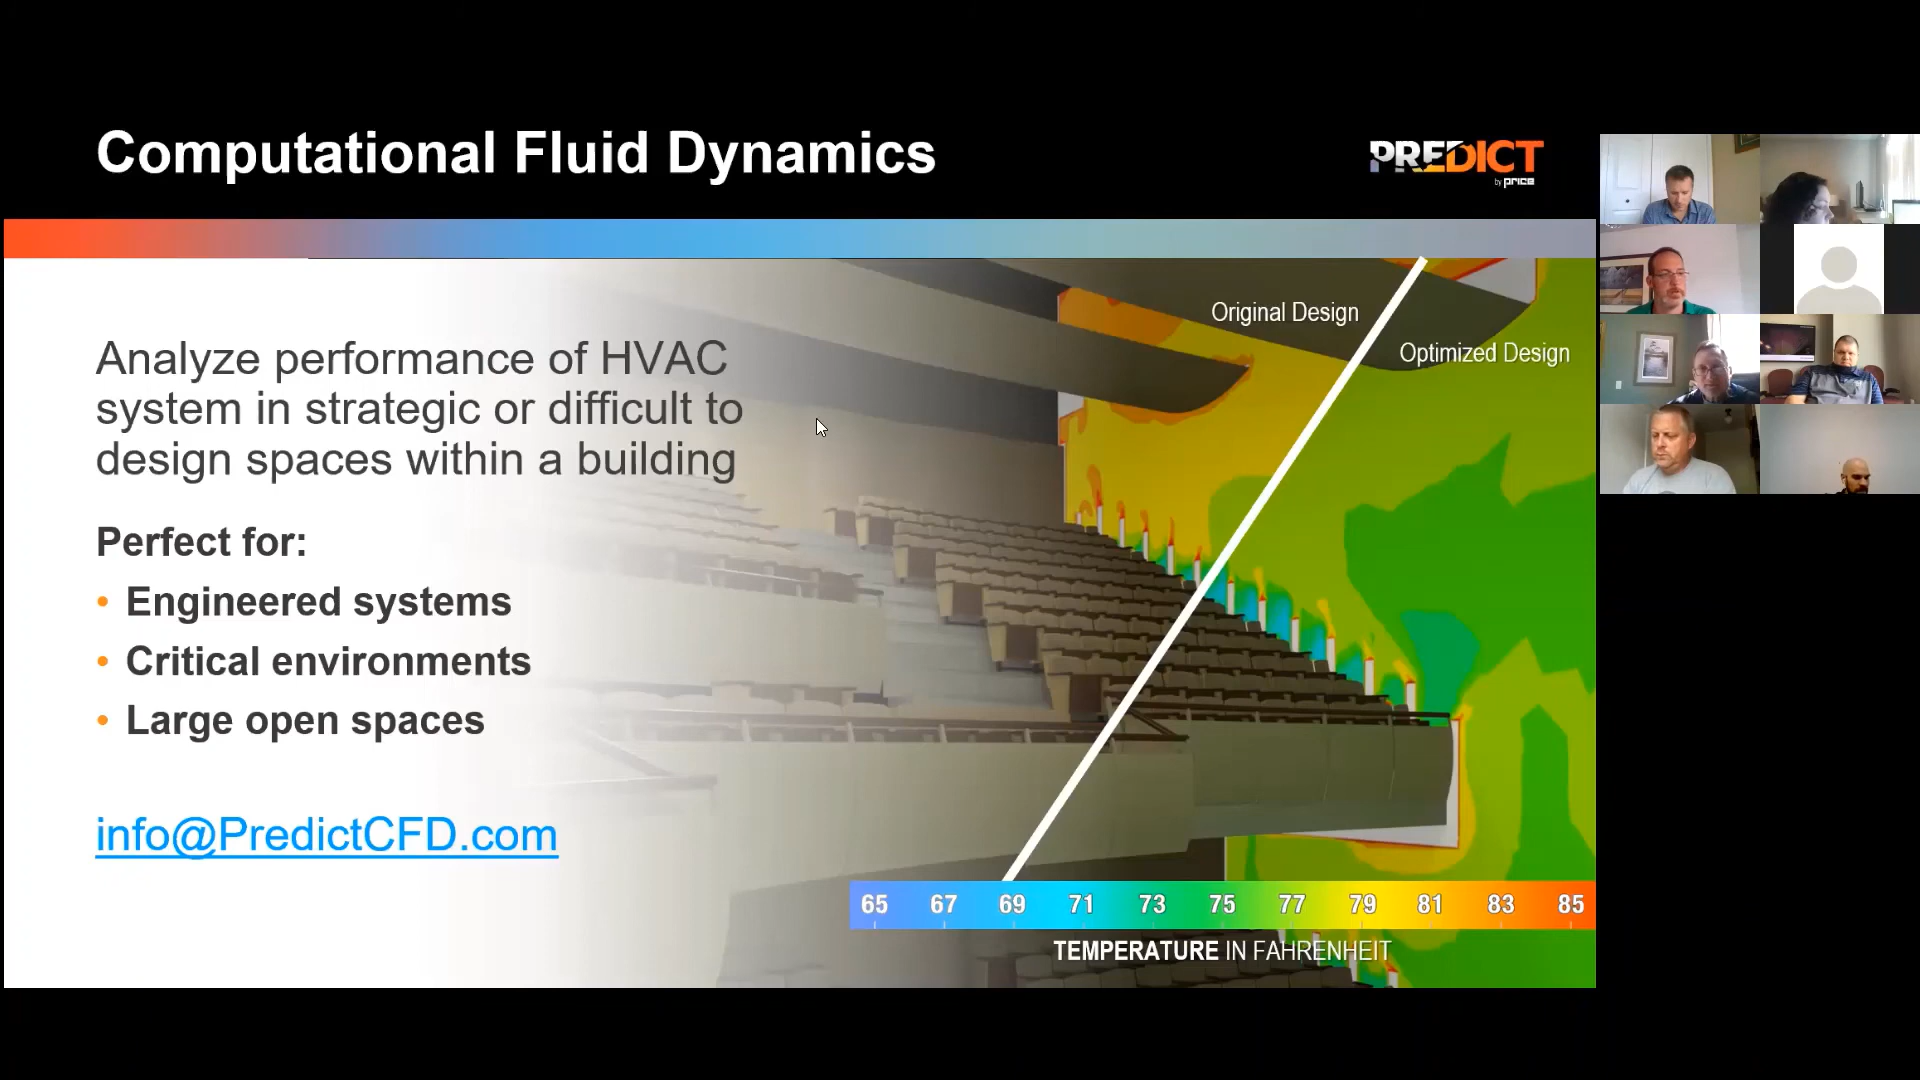 Computational Fluid Dynamics
PREDICT
by price
Original Design
Optimized Design
Analyze performance of HVAC
system in strategic or difficult to
design spaces within a building
Perfect for:
• Engineered systems
• Critical environments
• Large open spaces
info@PredictCFD.com
65 67 69 71 73 75 77 79 81 83 85
TEMPERATURE IN FAHRENHEIT